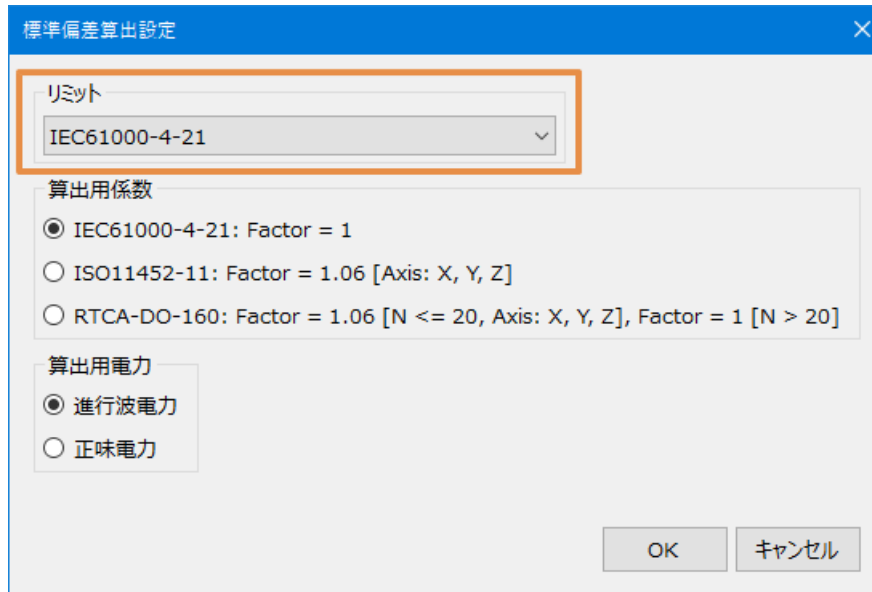 標準偏差算出設定
リミット
IEC61000-4-21
算出用係数
IEC61000-4-21: Factor = 1
ISO11452-11: Factor = 1.06 [Axis: X, Y, Z]
RTCA-DO-160: Factor = 1.06 [N <= 20, Axis: X, Y, Z], Factor = 1 [N > 20]
算出用電力
進行波電力
正味電力
OK キャンセル